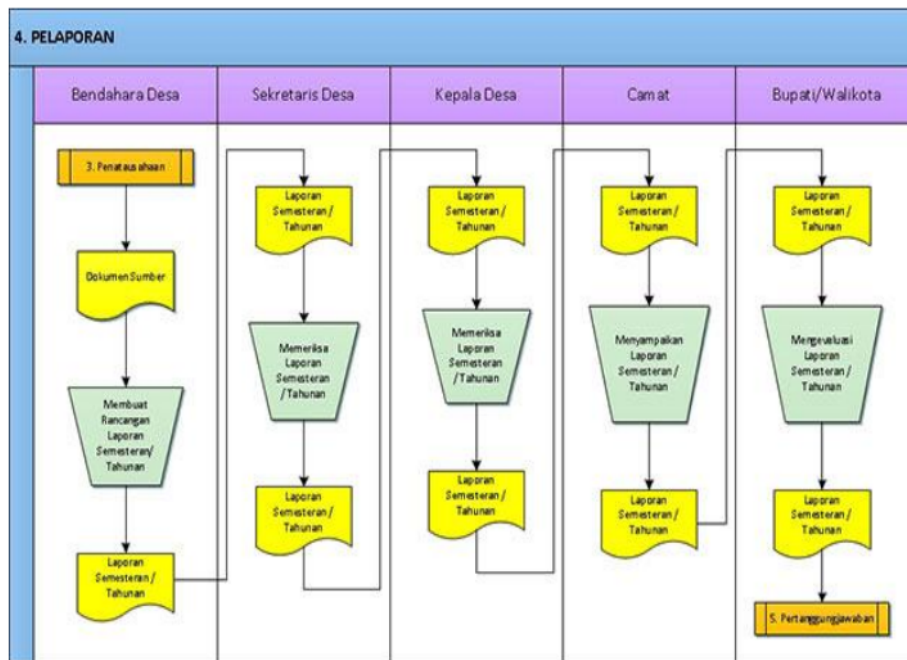 4. PELAPORAN
Bendahara Desa
Sekretaris Desa
Kepala Desa
Camat
Bupati/Walikota
3. Penatausahaan
Dokumen Sumber
Membuat
Rancangan
Laporan
Semesteran/
Tahunan
Laporan
Semesteran /
Tahunan
Laporan
Semesteran /
Tahunan
Memeriksa
Laporan
Semesteran
/Tahunan
Laporan
Semesteran /
Tahunan
Laporan
Semesteran /
Tahunan
Memeriksa
Laporan
Semesteran
/Tahunan
Laporan
Semesteran /
Tahunan
Laporan
Semesteran /
Tahunan
Menyampaikan
Laporan
Semesteran /
Tahunan
Laporan
Semesteran /
Tahunan
Laporan
Semesteran /
Tahunan
Mengevaluasi
Laporan
Semesteran /
Tahunan
Laporan
Semesteran /
Tahunan
5. Pertanggungjawaban